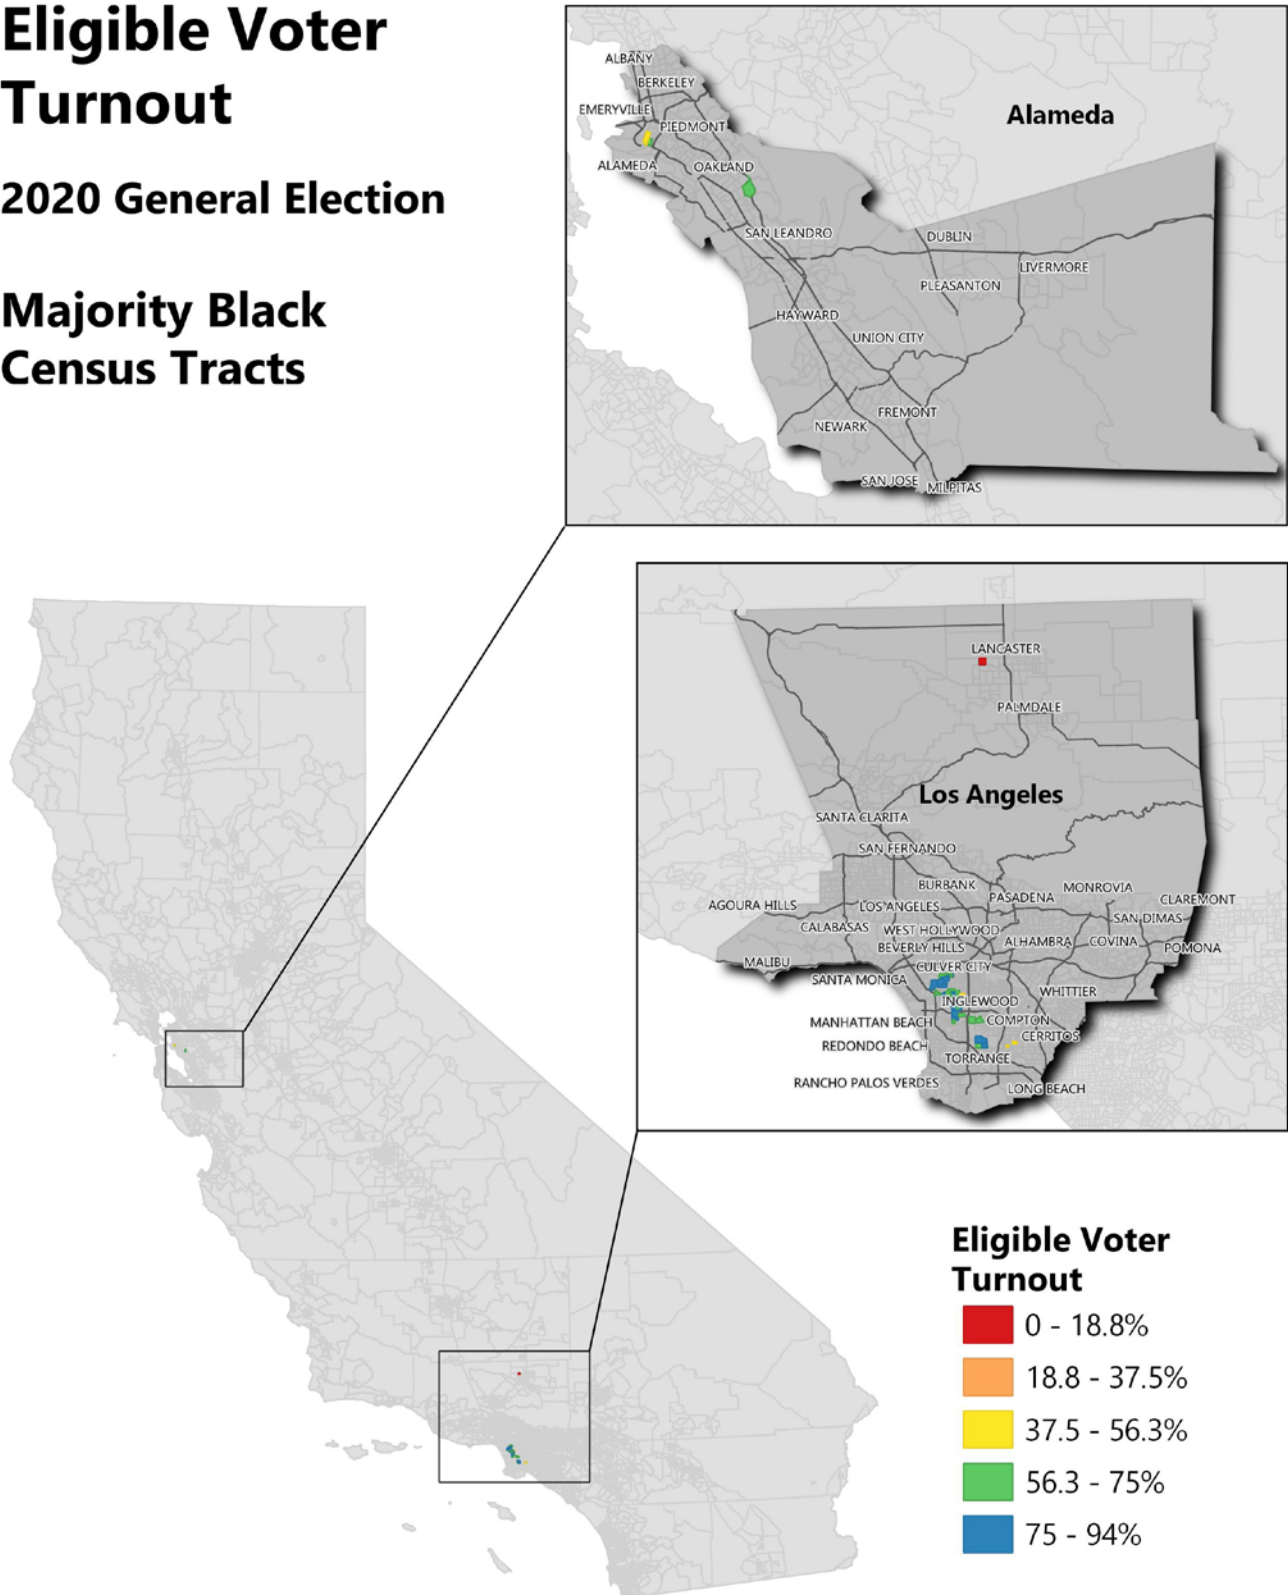 Eligible Voter
Turnout
2020 General Election
Majority Black
Census Tracts
ALBANY
BERKELEY
EMERYVILLE
PIEDMONT
Alameda
ALAMEDA
OAKLAND
SAN LEANDRO
DUBLIN
LIVERMORE
PLEASANTON
HAYWARD
UNION CITY
FREMONT
NEWARK
SAN JOSE
MILPITAS
LANCASTER
PALMDALE
Los Angeles
SANTA CLARITA
SAN FERNANDO
BURBANK
PASADENA
MONROVIA
CLAREMONT
AGOURA HILLS
LOS ANGELES
SAN DIMAS
CALABASAS
WEST HOLLYWOOD
BEVERLY HILLS
ALHAMBRA
COVINA
POMONA
MALIBU
CULVER CITY
SANTA MONICA
WHITTIER
INGLEWOOD
MANHATTAN BEACH
COMPTON
CERRITOS
REDONDO BEACH
TORRANCE
RANCHO PALOS VERDES
LONG BEACH
Eligible Voter
Turnout
0 - 18.8%
18.8 - 37.5%
37.5 - 56.3%
56.3 - 75%
75 - 94%